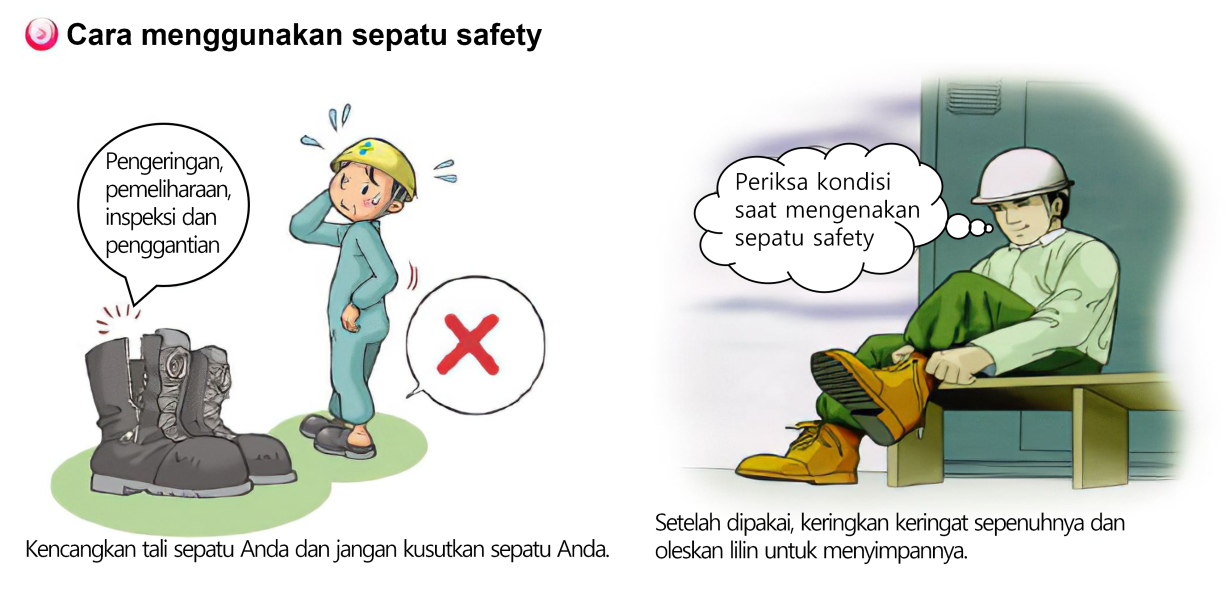 Cara menggunakan sepatu safety
Pengeringan,
pemeliharaan,
inspeksi dan
penggantian
Kencangkan tali sepatu Anda dan jangan kusutkan sepatu Anda.
Periksa kondisi
saat mengenakan
sepatu safety
Setelah dipakai, keringkan keringat sepenuhnya dan
oleskan lilin untuk menyimpannya.